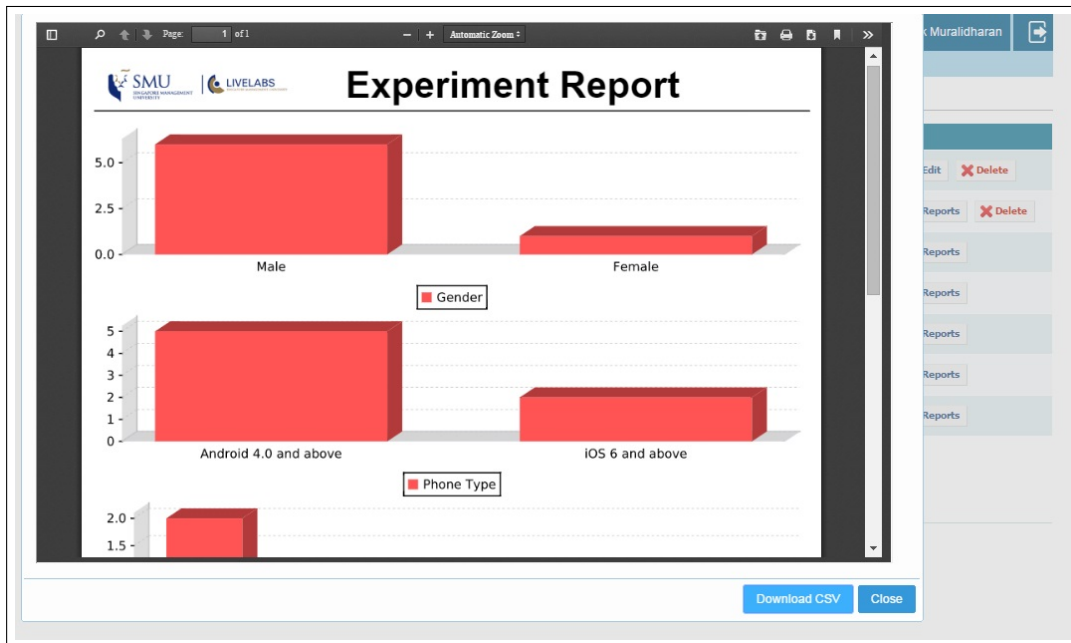 Page: 1 of 1
Automatic Zoom
k Muralidharan
SMU
SINGAPORE MANAGEMENT
UNIVERSITY
LIVELABS
Experiment Report
5.0
2.5
0.0
Male Female
Gender
5
4
3
2
1
0
Android 4.0 and above iOS 6 and above
Phone Type
2.0
1.5
Edit Delete
Reports Delete
Reports
Reports
Reports
Reports
Reports
Download CSV Close